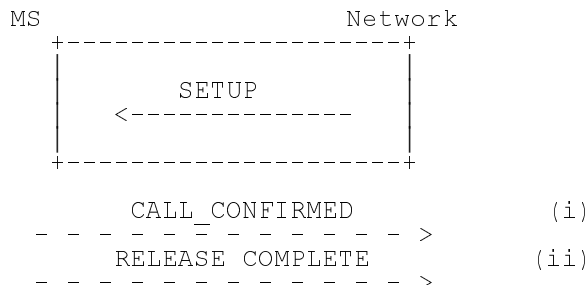 MS Network
SETUP
CALL_CONFIRMED (i)
RELEASE COMPLETE (ii)